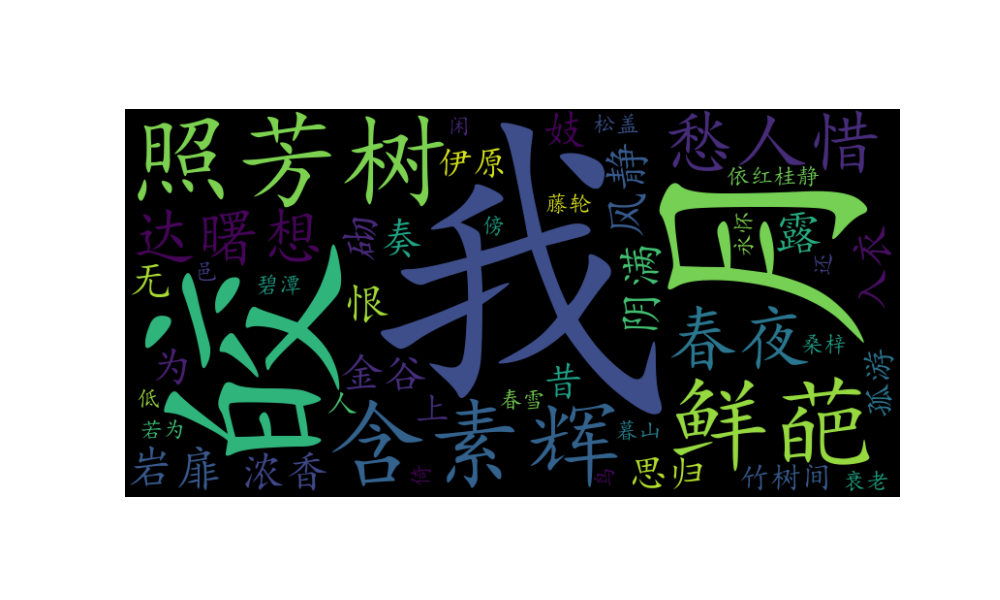 照芳树
闲
妓
松盖
愁人惜
伊原
风静
依红桂静
达曙想
砌
奏
傍
藤轮
我
月
永怀
露
还
入衣
无
邑
碧潭
皎
恨
阴满
春夜
桑梓
为
金谷
昔
孤游
低
人
上
春雪
鲜葩
若为
含素辉
暮山
岩扉
浓香
鸟
思归
竹树间
衰老